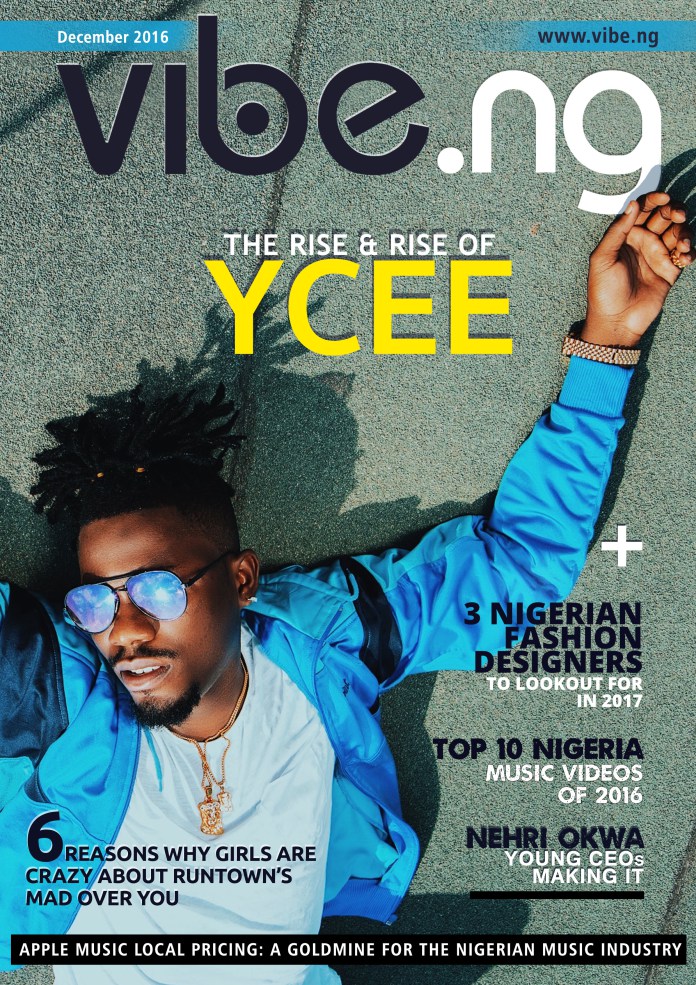 December 2016
www.vibe.ng
vibe.ng
THE RISE & RISE OF
YCEE
+
3 NIGERIAN
FASHION
DESIGNERS
TO LOOKOUT FOR
IN 2017
TOP 10 NIGERIA
MUSIC VIDEOS
OF 2016
NEHRI OKWA
YOUNG CEOs
MAKING IT
6 REASONS WHY GIRLS ARE
CRAZY ABOUT RUNTOWN'S
MAD OVER YOU
APPLE MUSIC LOCAL PRICING: A GOLDMINE FOR THE NIGERIAN MUSIC INDUSTRY